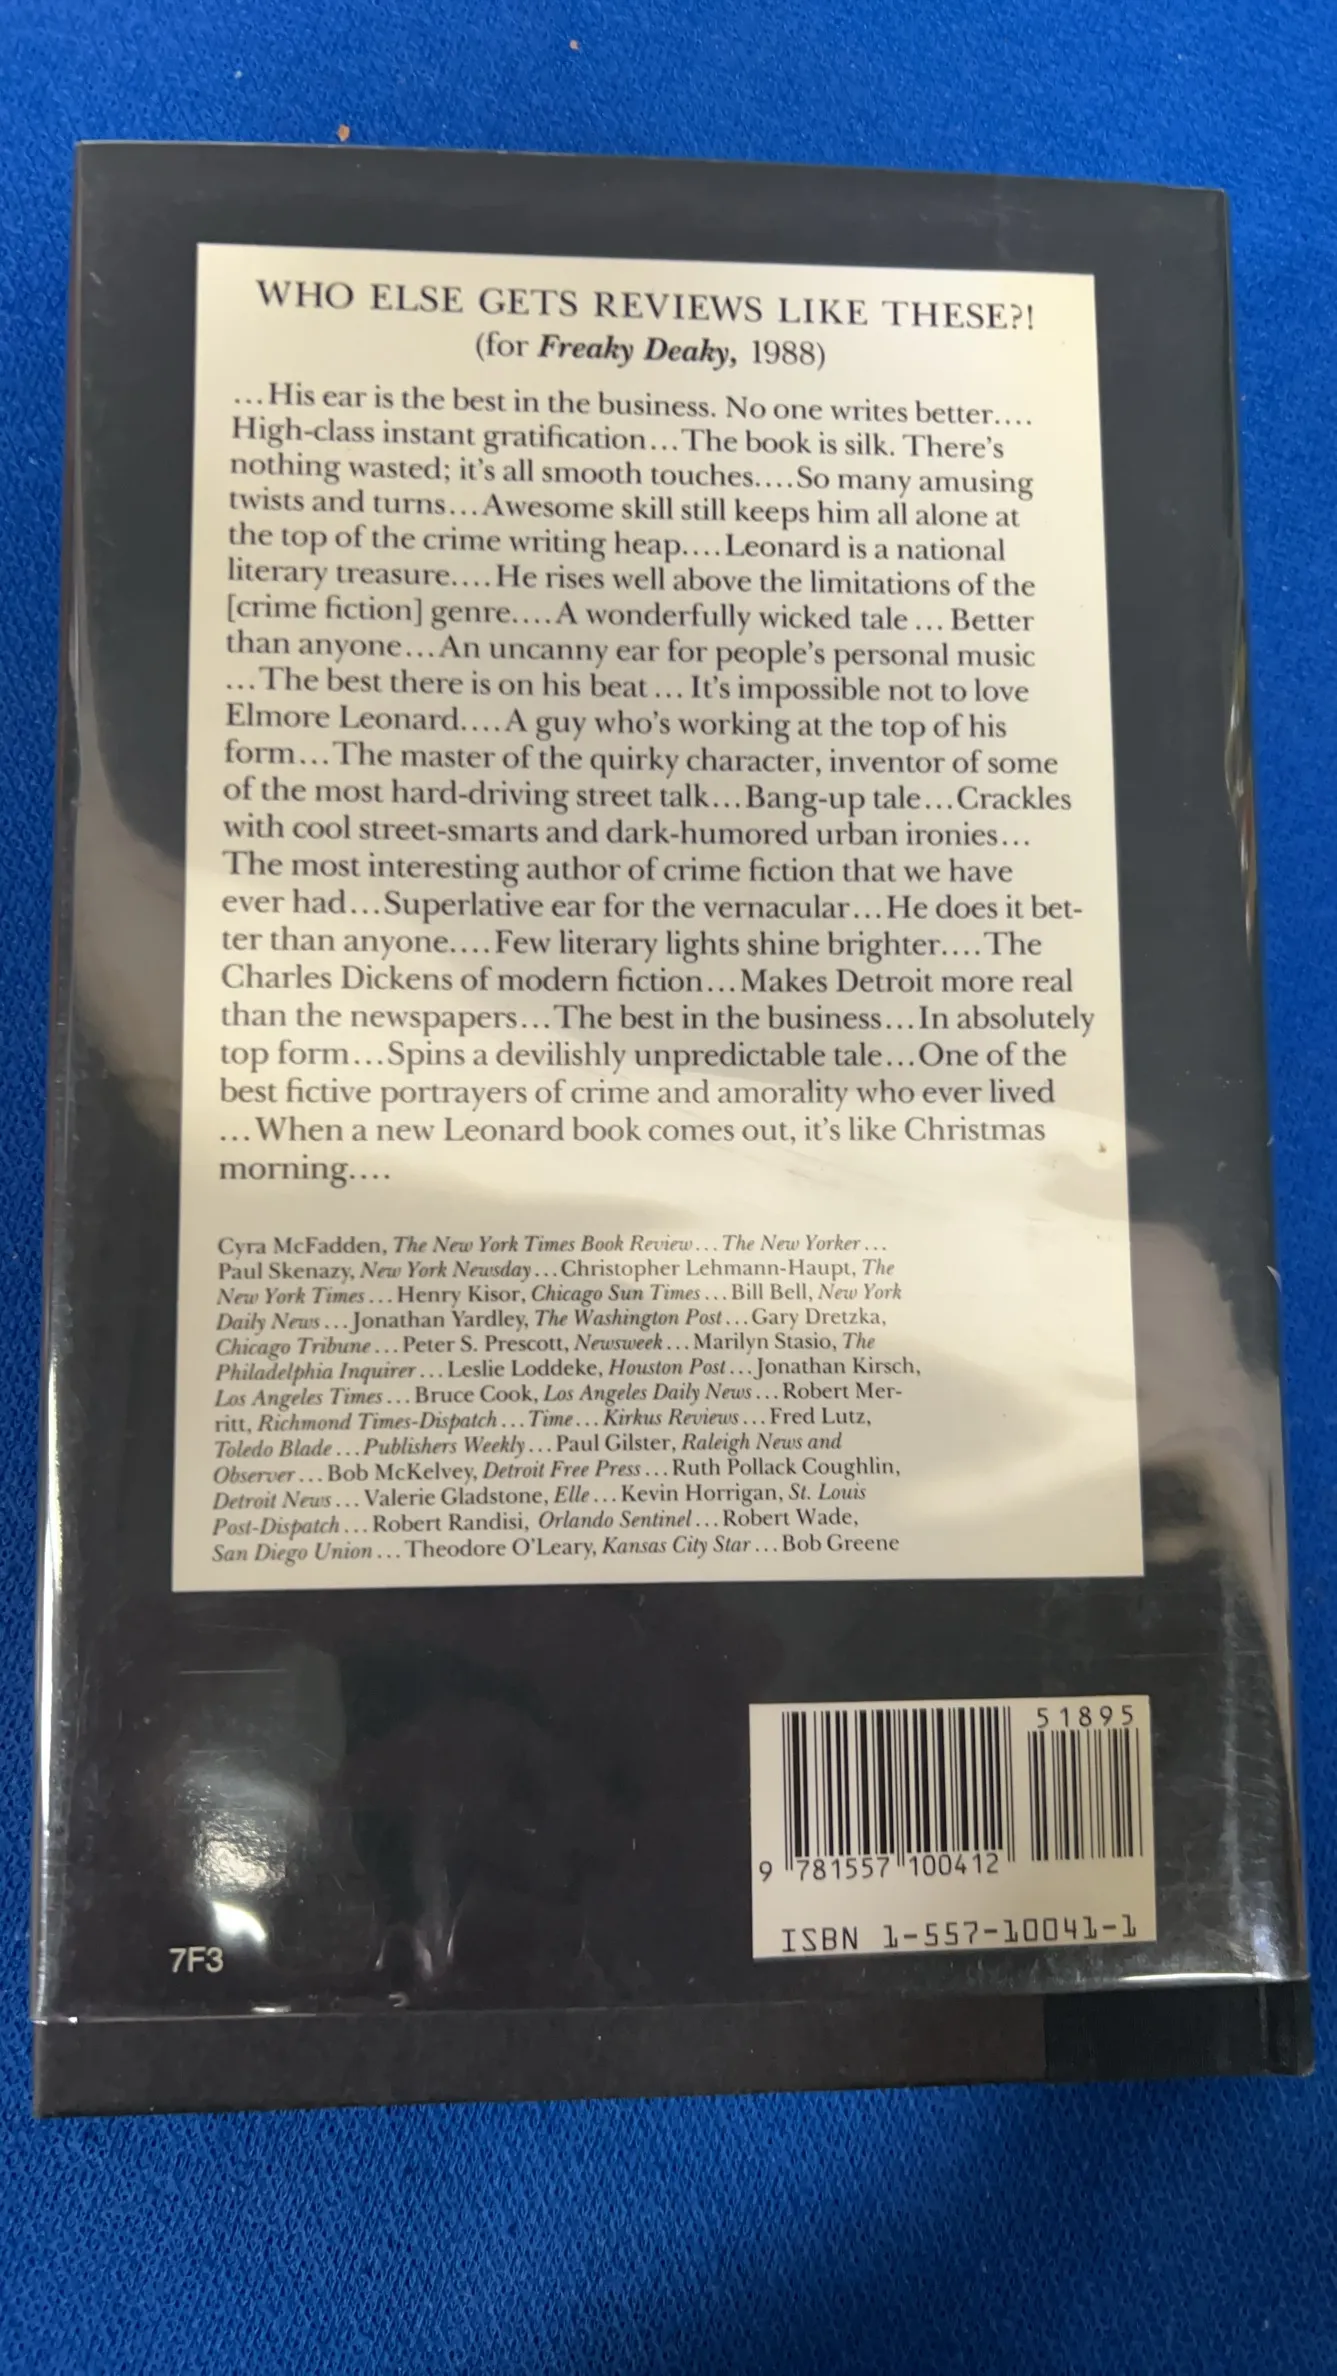 WHO ELSE GETS REVIEWS LIKE THESE?!
(for Freaky Deaky, 1988)
...His ear is the best in the business. No one writes better....
High-class instant gratification...The book is silk. There's
nothing wasted; it's all smooth touches....So many amusing
twists and turns...Awesome skill still keeps him all alone at
the top of the crime writing heap....Leonard is a national
literary treasure....He rises well above the limitations of the
[crime fiction] genre....A wonderfully wicked tale ... Better
than anyone...An uncanny ear for people's personal music
...The best there is on his beat ... It's impossible not to love
Elmore Leonard....A guy who's working at the top of his
form...The master of the quirky character, inventor of some
of the most hard-driving street talk...Bang-up tale...Crackles
with cool street-smarts and dark-humored urban ironies...
The most interesting author of crime fiction that we have
ever had...Superlative ear for the vernacular...He does it bet-
ter than anyone....Few literary lights shine brighter....The
Charles Dickens of modern fiction...Makes Detroit more real
than the newspapers...The best in the business...In absolutely
top form...Spins a devilishly unpredictable tale...One of the
best fictive portrayers of crime and amorality who ever lived
...When a new Leonard book comes out, it's like Christmas
morning....
Cyra McFadden, The New York Times Book Review... The New Yorker...
Paul Skenazy, New York Newsday...Christopher Lehmann-Haupt, The
New York Times...Henry Kisor, Chicago Sun Times...Bill Bell, New York
Daily News...Jonathan Yardley, The Washington Post...Gary Dretzka,
Chicago Tribune...Peter S. Prescott, Newsweek...Marilyn Stasio, The
Philadelphia Inquirer...Leslie Loddeke, Houston Post...Jonathan Kirsch,
Los Angeles Times...Bruce Cook, Los Angeles Daily News...Robert Mer-
ritt, Richmond Times-Dispatch...Time...Kirkus Reviews...Fred Lutz,
Toledo Blade...Publishers Weekly...Paul Gilster, Raleigh News and
Observer...Bob McKelvey, Detroit Free Press...Ruth Pollack Coughlin,
Detroit News...Valerie Gladstone, Elle...Kevin Horrigan, St. Louis
Post-Dispatch...Robert Randisi, Orlando Sentinel...Robert Wade,
San Diego Union...Theodore O'Leary, Kansas City Star...Bob Greene
51895
9 781557 100412
ISBN 1-557-10041-1
7F3